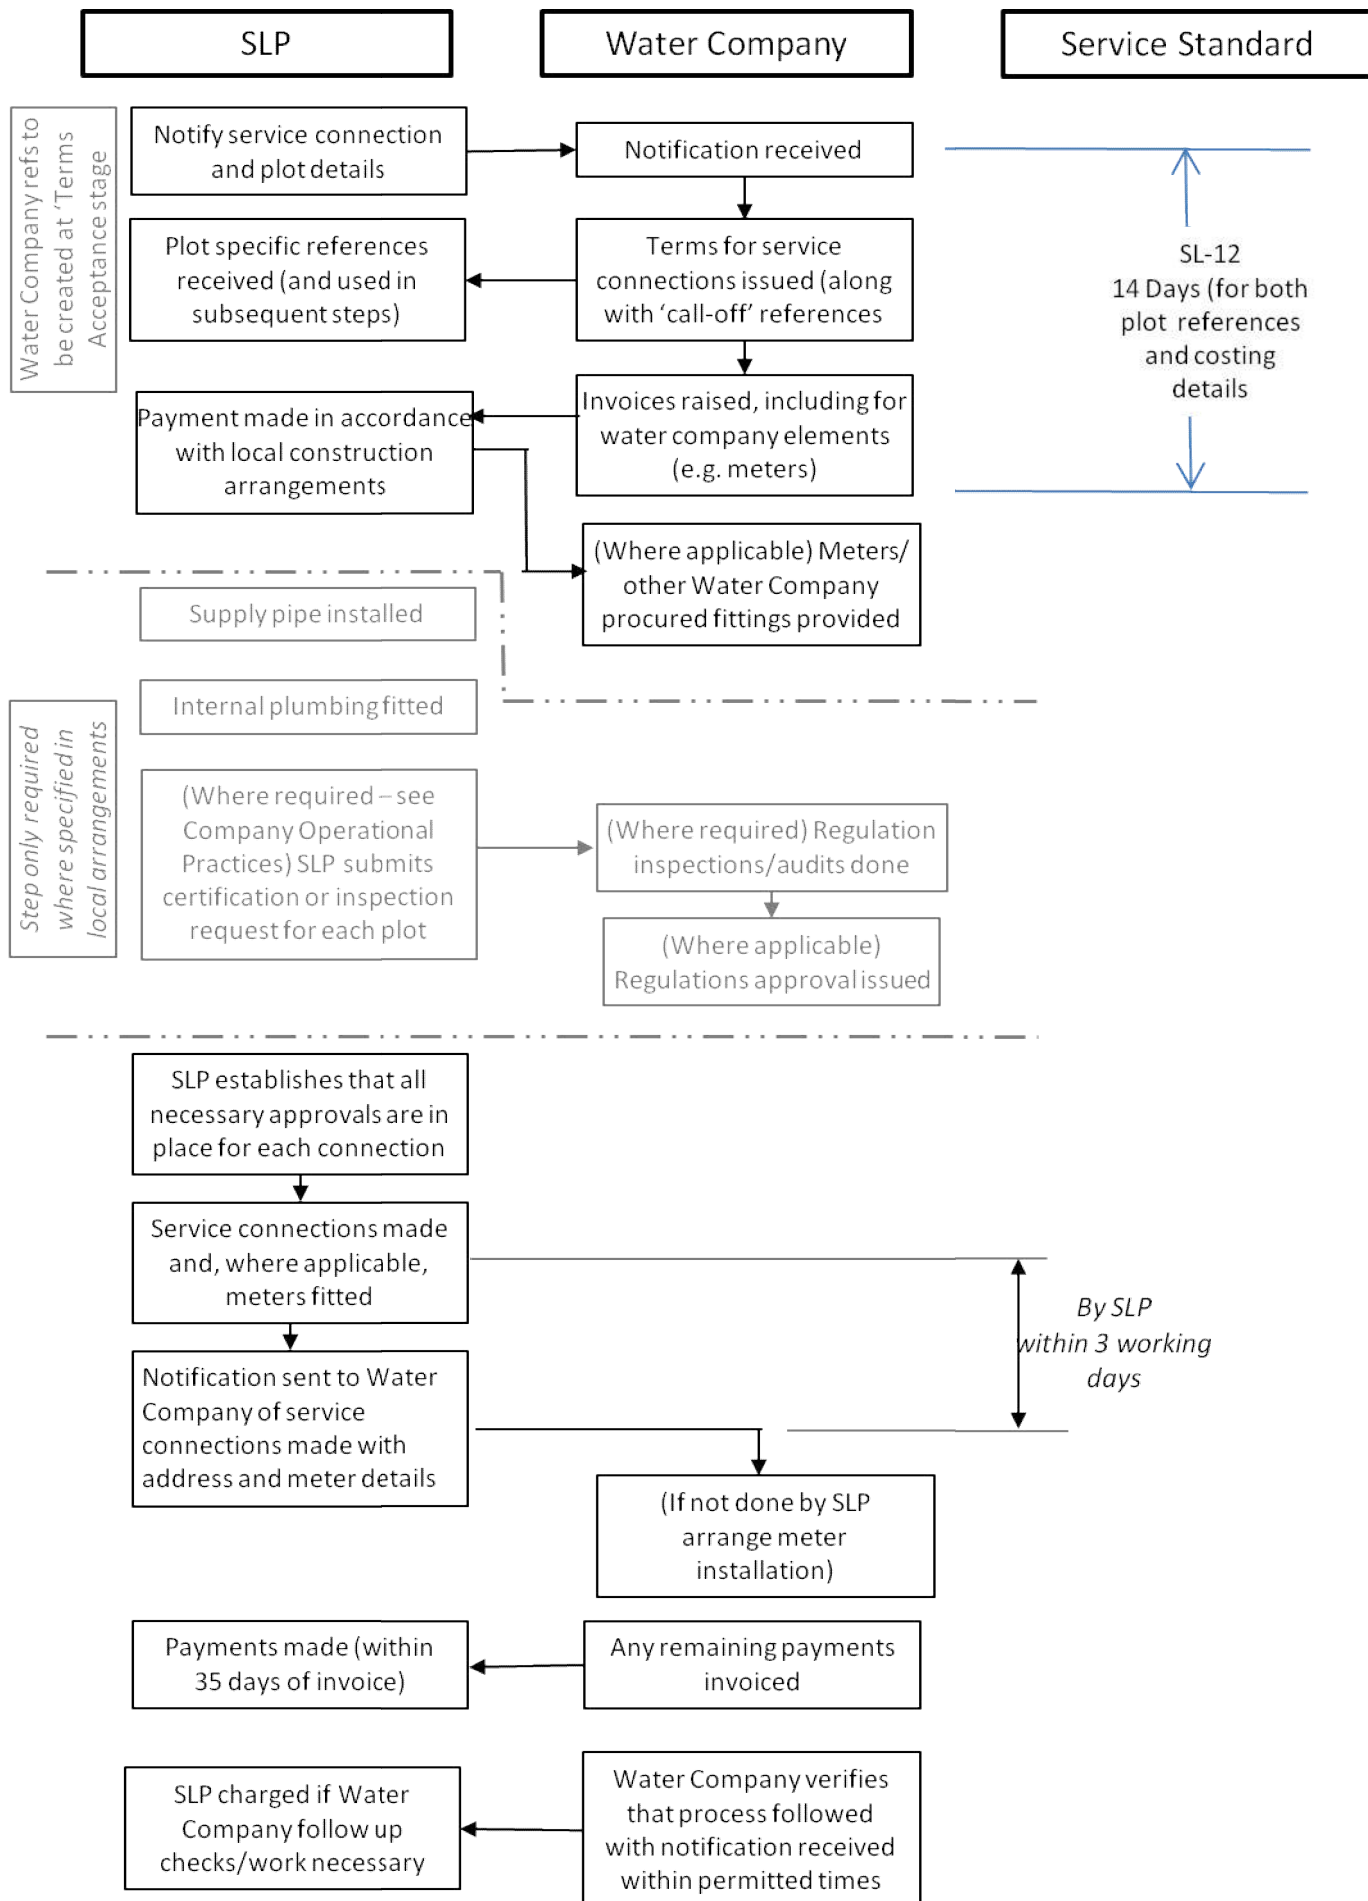 SLP
Water Company
Service Standard
Water Company refs to
be created at ‘Terms
Acceptance stage
Notify service connection
and plot details
Notification received
Plot specific references
received (and used in
subsequent steps)
Terms for service
connections issued (along
with ‘call-off’ references
SL-12
14 Days (for both
plot references
and costing
details
Payment made in accordance
with local construction
arrangements
Invoices raised, including for
water company elements
(e.g. meters)
(Where applicable) Meters/
other Water Company
procured fittings provided
Supply pipe installed
Internal plumbing fitted
Step only required
where specified in
local arrangements
(Where required – see
Company Operational
Practices) SLP submits
certification or inspection
request for each plot
(Where required) Regulation
inspections/audits done
(Where applicable)
Regulations approval issued
SLP establishes that all
necessary approvals are in
place for each connection
Service connections made
and, where applicable,
meters fitted
By SLP
within 3 working
days
Notification sent to Water
Company of service
connections made with
address and meter details
(If not done by SLP
arrange meter
installation)
Payments made (within
35 days of invoice)
Any remaining payments
invoiced
SLP charged if Water
Company follow up
checks/work necessary
Water Company verifies
that process followed
with notification received
within permitted times